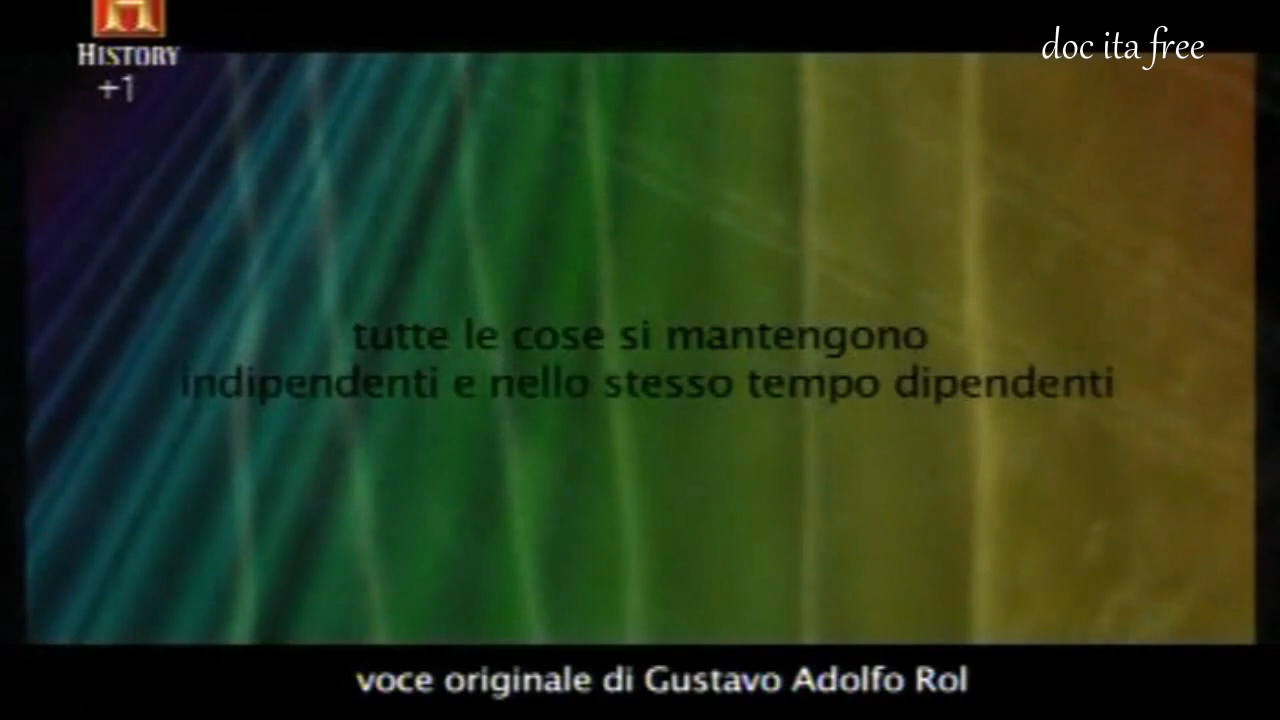 HISTORY
+1
doc ita free
tutte le cose si mantengono
indipendenti e nello stesso tempo dipendenti
voce originale di Gustavo Adolfo Rol